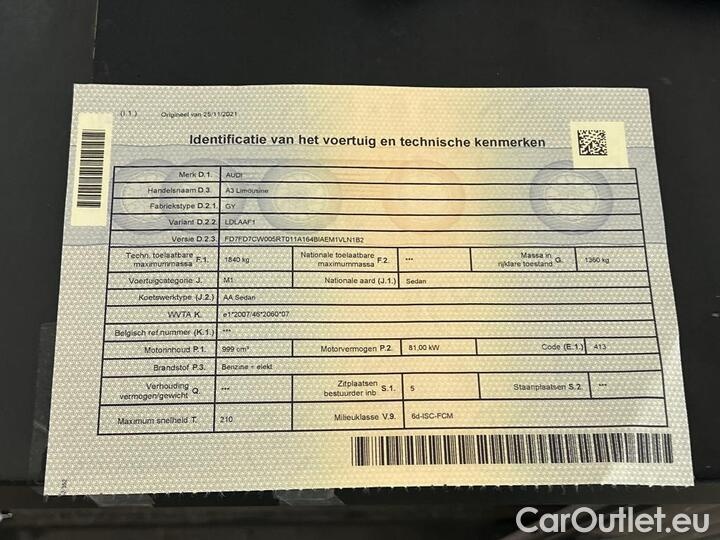 (I.1.) Origineel van 25/11/2021
Identificatie van het voertuig en technische kenmerken
Merk D.1. AUDI
Handelsnaam D.3. A3 Limousine
Fabriekstype D.2.1. GY
Variant D.2.2. LDLAAF1
Versie D.2.3. FD7FD7CW005RT011A164BIAEM1VLN1B2
Techn. toelaatbare maximummassa F.1. 1840 kg Nationale toelaatbare maximummassa F.2. *** Massa in rijklare toestand G. 1360 kg
Voertuigcategorie J. M1 Nationale aard (J.1.) Sedan
Koetswerktype (J.2.) AA Sedan
WVTA K. e1*2007/46*2060*07
Belgisch ref.nummer (K.1.) ***
Motorinhoud P.1. 999 cm³ Motorvermogen P.2. 81,00 kW Code (E.1.) 413
Brandstof P.3. Benzine + elekt
Verhouding vermogen/gewicht Q. *** Zitplaatsen bestuurder inb S.1. 5 Staanplaatsen S.2. ***
Maximum snelheid T. 210 Milieuklasse V.9. 6d-ISC-FCM
CarOutlet.eu